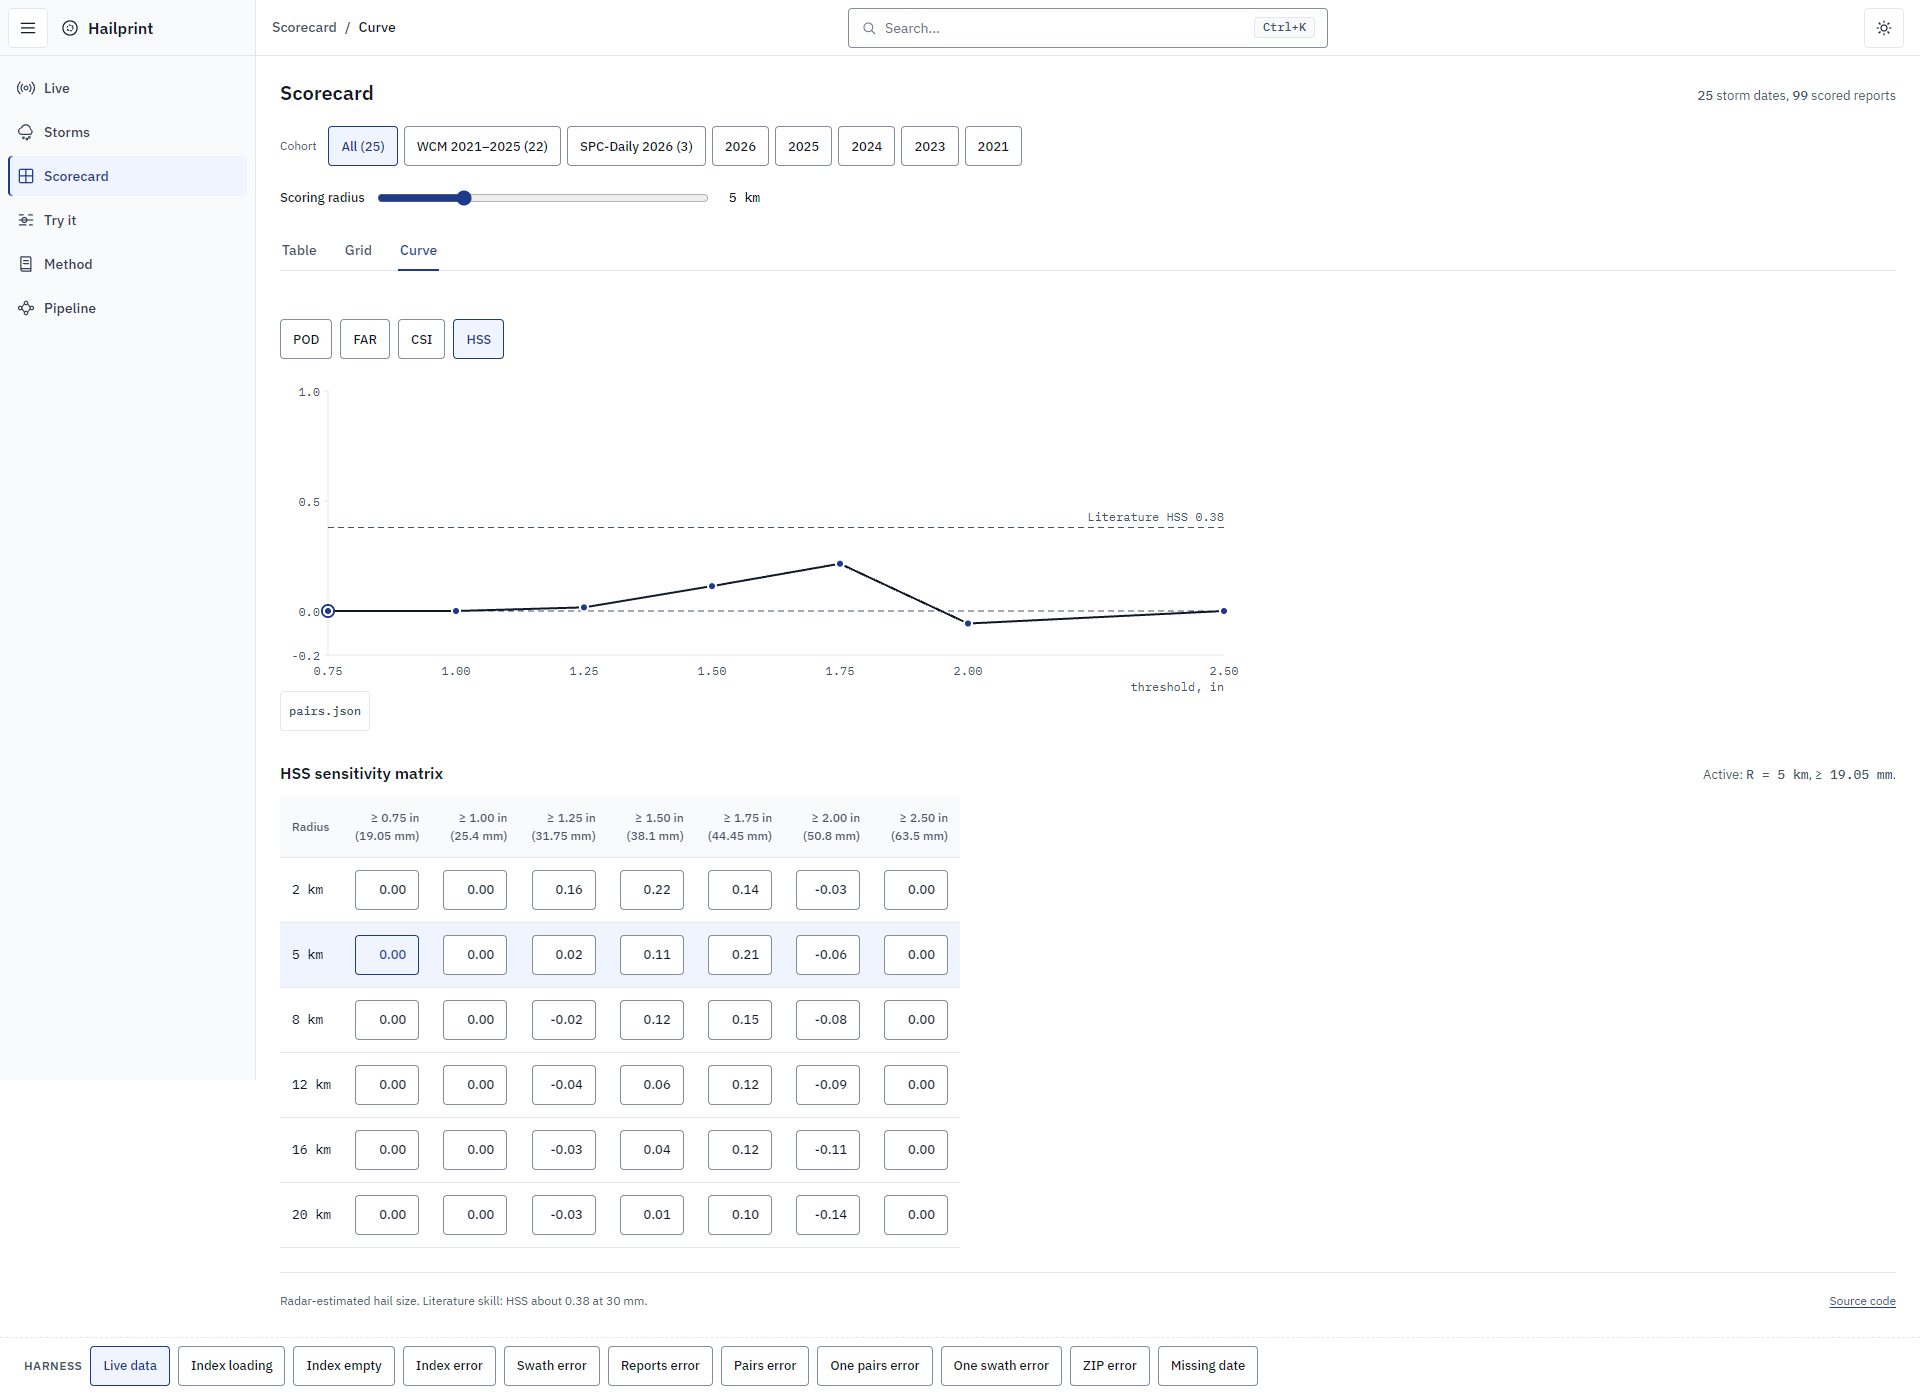 Hailprint
Scorecard / Curve
Search...
Ctrl+K
Live
Storms
Scorecard
Try it
Method
Pipeline
Scorecard
25 storm dates, 99 scored reports
Cohort
All (25)
WCM 2021–2025 (22)
SPC-Daily 2026 (3)
2026
2025
2024
2023
2021
Scoring radius
5 km
Table
Grid
Curve
POD
FAR
CSI
HSS
1.0
0.5
Literature HSS 0.38
0.0
-0.2
0.75
1.00
1.25
1.50
1.75
2.00
2.50
threshold, in
pairs.json
HSS sensitivity matrix
Active: R = 5 km, ≥ 19.05 mm.
Radius
≥ 0.75 in
(19.05 mm)
≥ 1.00 in
(25.4 mm)
≥ 1.25 in
(31.75 mm)
≥ 1.50 in
(38.1 mm)
≥ 1.75 in
(44.45 mm)
≥ 2.00 in
(50.8 mm)
≥ 2.50 in
(63.5 mm)
2 km 0.00 0.00 0.16 0.22 0.14 -0.03 0.00
5 km 0.00 0.00 0.02 0.11 0.21 -0.06 0.00
8 km 0.00 0.00 -0.02 0.12 0.15 -0.08 0.00
12 km 0.00 0.00 -0.04 0.06 0.12 -0.09 0.00
16 km 0.00 0.00 -0.03 0.04 0.12 -0.11 0.00
20 km 0.00 0.00 -0.03 0.01 0.10 -0.14 0.00
Radar-estimated hail size. Literature skill: HSS about 0.38 at 30 mm.
Source code
HARNESS
Live data
Index loading
Index empty
Index error
Swath error
Reports error
Pairs error
One pairs error
One swath error
ZIP error
Missing date